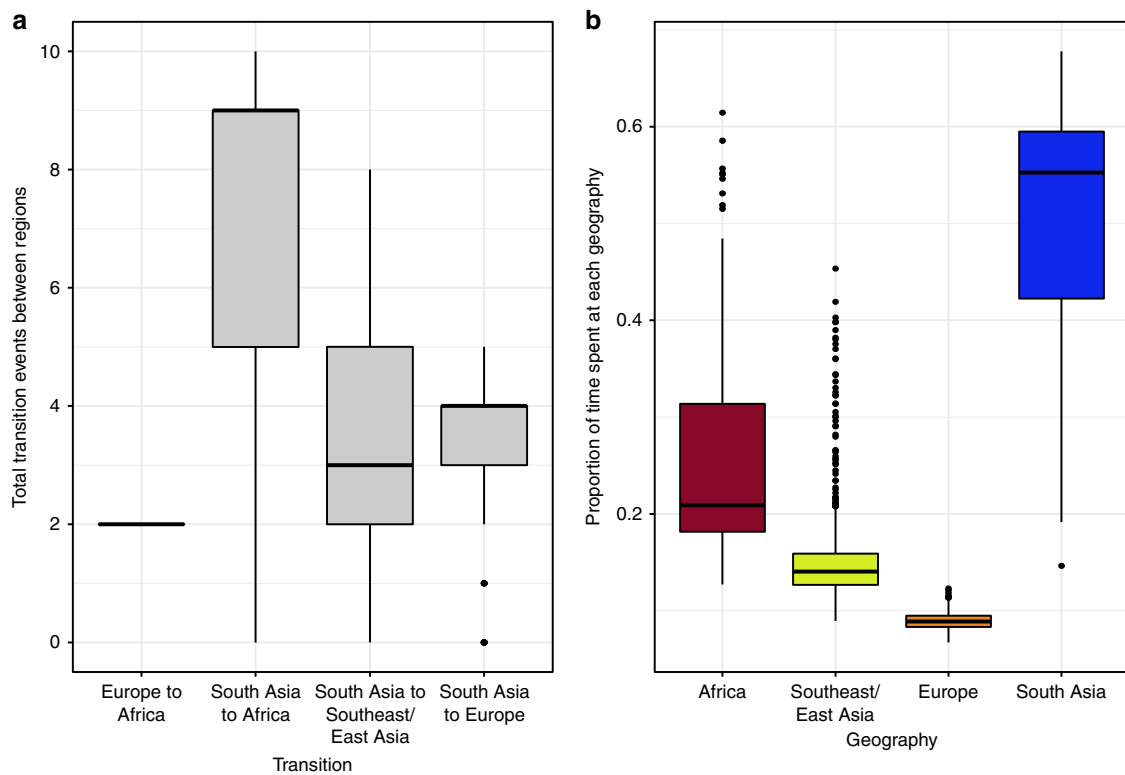 a
Total transition events between regions
10
8
6
4
2
0
Europe to
Africa
South Asia
to Africa
South Asia to
Southeast/
East Asia
South Asia
to Europe
Transition
b
Proportion of time spent at each geography
0.6
0.4
0.2
Africa
Southeast/
East Asia
Europe
South Asia
Geography